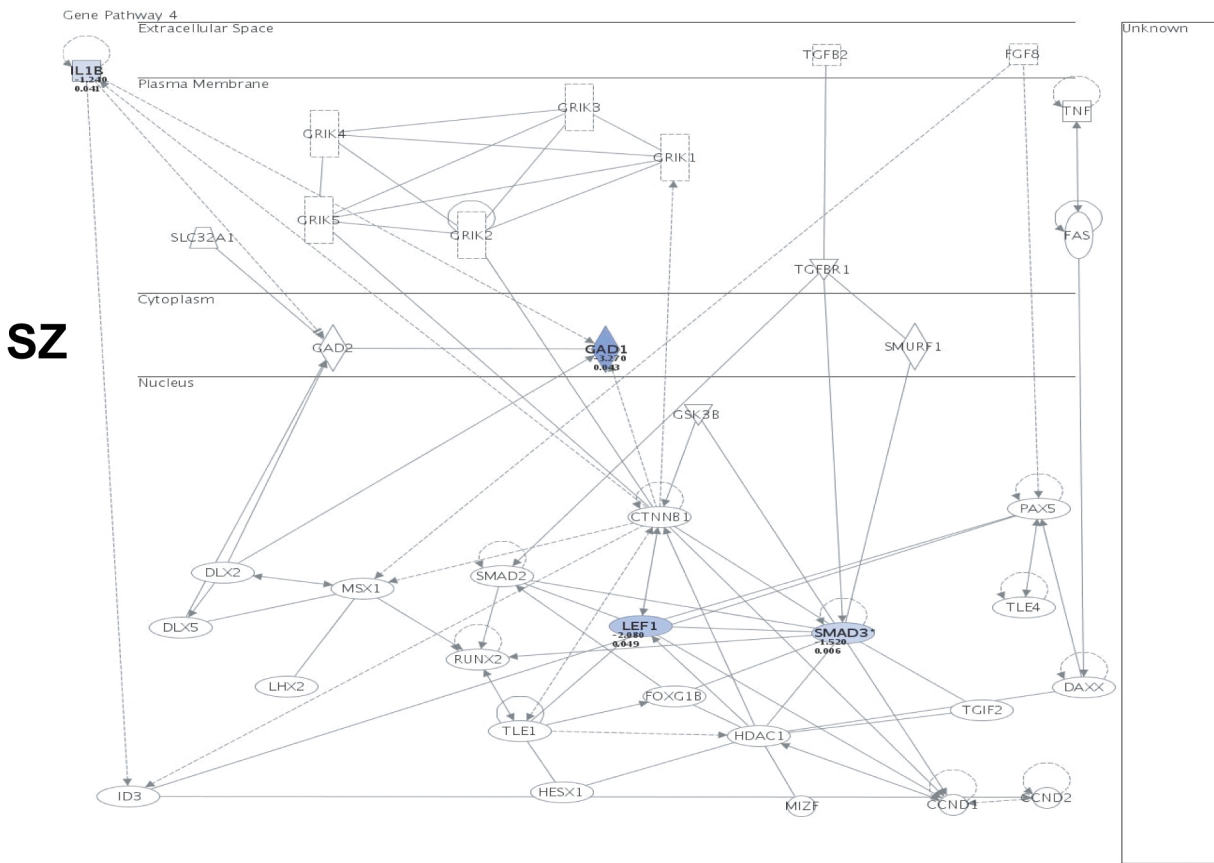 Gene Pathway 4
Extracellular Space
Unknown
IL1B
-1.240
0.041
TGFB2
FGF8
Plasma Membrane
TNF
GRIK3
GRIK4
GRIK1
GRIK5
GRIK2
SLC32A1
FAS
TGFBR1
Cytoplasm
SZ
GAD2
GAD1
-3.270
0.043
SMURF1
Nucleus
GSK3B
CTNNB1
PAX5
DLX2
SMAD2
MSX1
TLE4
DLX5
LEF1
-2.080
0.049
SMAD3*
-1.520
0.006
RUNX2
LHX2
FOXG1B
DAXX
TGIF2
TLE1
HDAC1
ID3
HESX1
MIZF
CCND1
CCND2